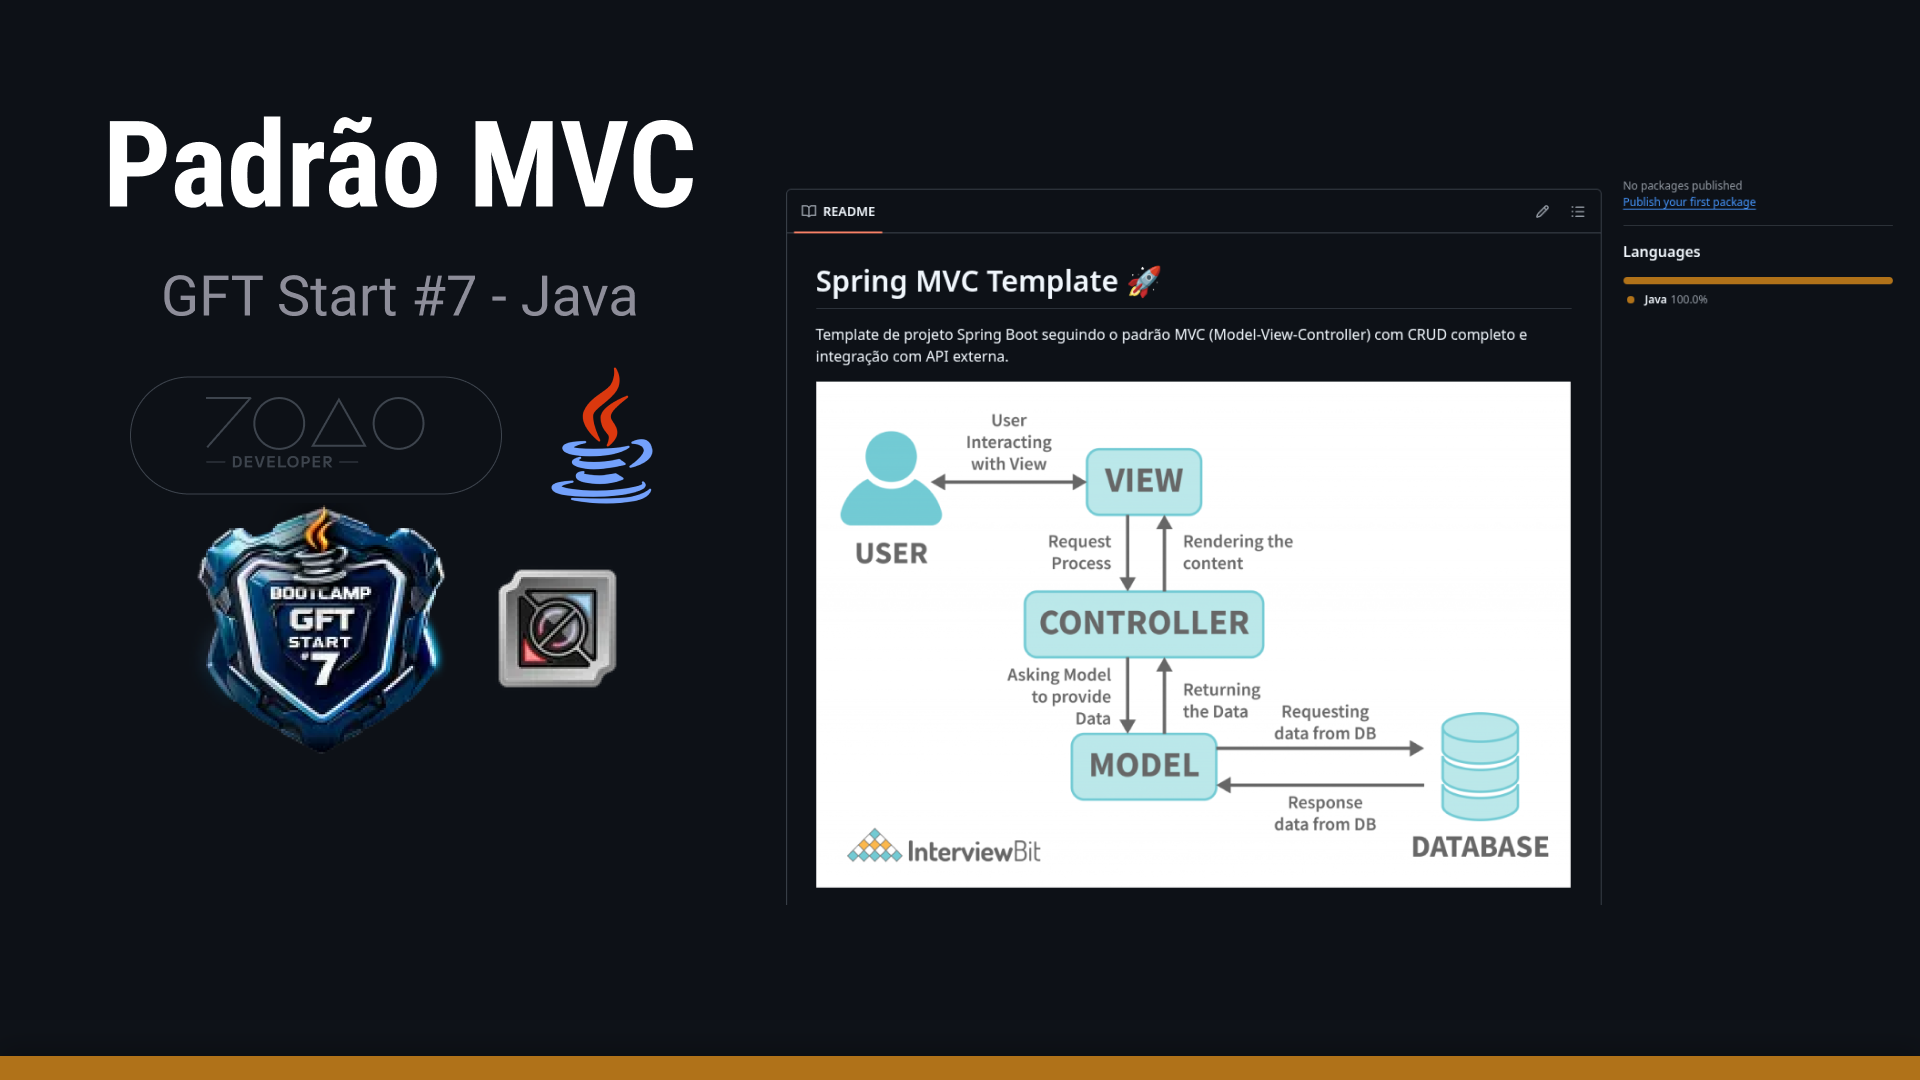 Padrão MVC
GFT Start #7 - Java
DEVELOPER
BOOTCAMP
GFT
START
#7
README
Spring MVC Template 🚀
Template de projeto Spring Boot seguindo o padrão MVC (Model-View-Controller) com CRUD completo e
integração com API externa.
User
Interacting
with View
USER
VIEW
Request
Process
Rendering the
content
CONTROLLER
Asking Model
to provide
Data
Returning
the Data
MODEL
Requesting
data from DB
Response
data from DB
DATABASE
InterviewBit
No packages published
Publish your first package
Languages
Java 100.0%